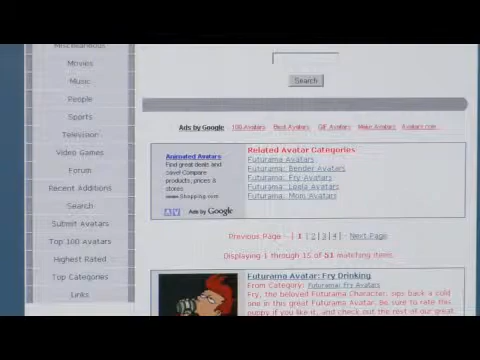 Miscellaneous
Movies
Music
People
Sports
Television
Video Games
Forum
Recent Additions
Search
Submit Avatars
Top 100 Avatars
Highest Rated
Top Categories
Links
Search
Ads by Google 100 Avatars Best Avatars GIF Avatars Make Avatars Avatars.com
Animated Avatars
Find great deals and
save! Compare
products, prices &
stores
www.Shopping.com
Ads by Google
Related Avatar Categories
Futurama Avatars
Futurama: Bender Avatars
Futurama: Fry Avatars
Futurama: Leela Avatars
Futurama: Mom Avatars
Previous Page - | 1 | 2 | 3 | 4 | - Next Page
Displaying 1 through 15 of 51 matching items.
Futurama Avatar: Fry Drinking
From Category: Futurama: Fry Avatars
Fry, the beloved Futurama Character, sips back a cold
one in this great Futurama Avatar. Be sure to rate this
puppy if you like it, and check out the rest of our great